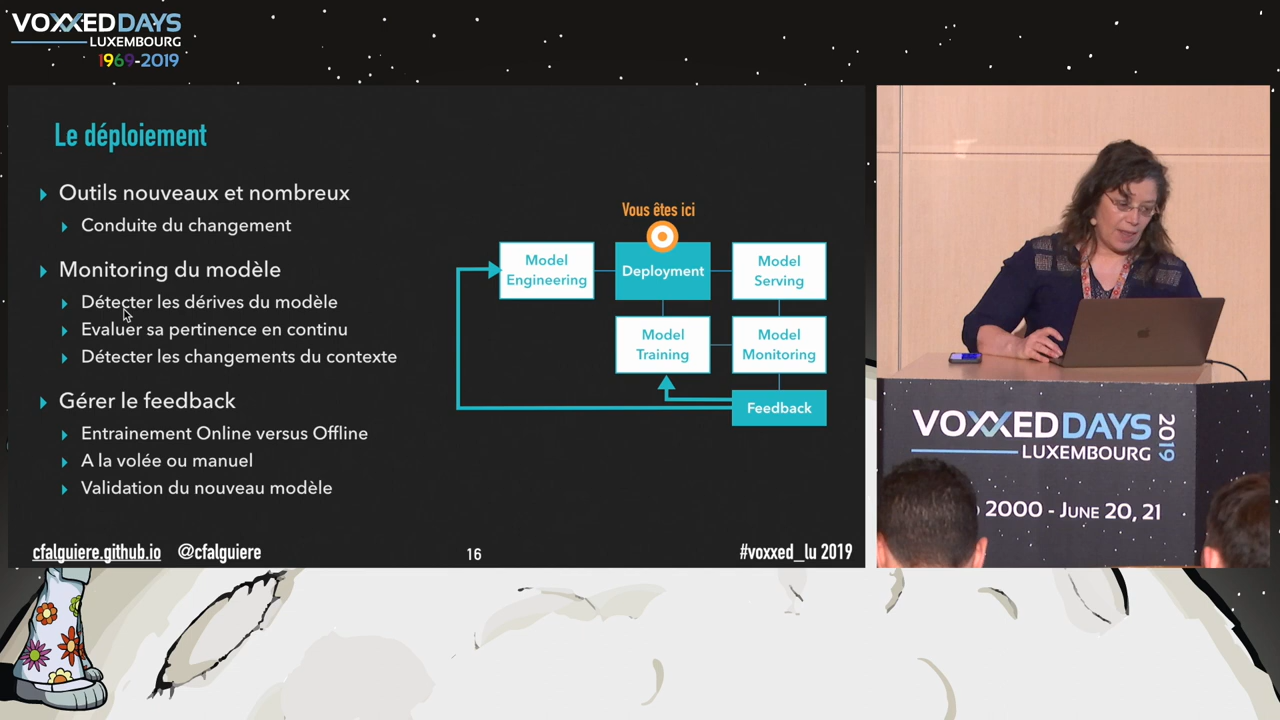 VOXXED DAYS
LUXEMBOURG
1969-2019
Le déploiement
Outils nouveaux et nombreux
Conduite du changement
Monitoring du modèle
Détecter les dérives du modèle
Evaluer sa pertinence en continu
Détecter les changements du contexte
Gérer le feedback
Entrainement Online versus Offline
A la volée ou manuel
Validation du nouveau modèle
Vous êtes ici
Model
Engineering
Deployment
Model
Serving
Model
Training
Model
Monitoring
Feedback
cfalguiere.github.io @cfalguiere
16
#voxxed_lu 2019
VOXXED DAYS
2019
LUXEMBOURG
2000 - JUNE 20, 21